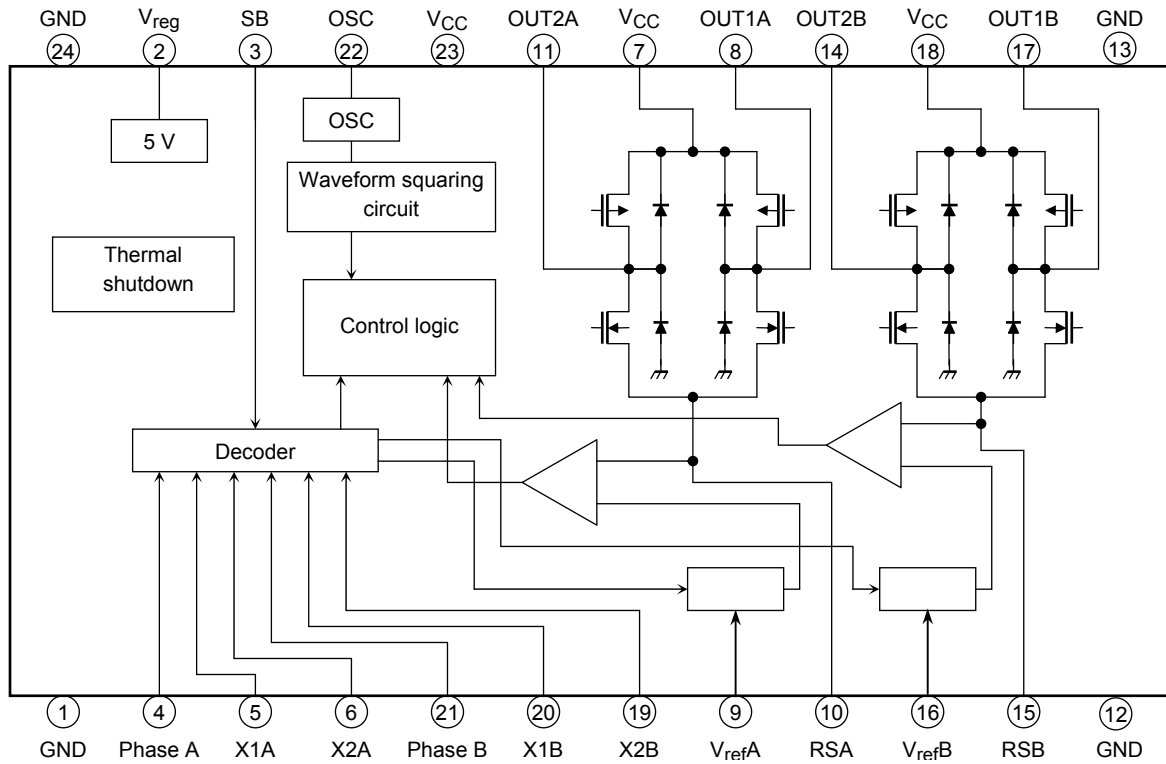 GND Vreg SB OSC VCC OUT2A VCC OUT1A OUT2B VCC OUT1B GND
24 2 3 22 23 11 7 8 14 18 17 13
5 V
OSC
Waveform squaring
circuit
Thermal
shutdown
Control logic
Decoder
1 4 5 6 21 20 19 9 10 16 15 12
GND Phase A X1A X2A Phase B X1B X2B VrefA RSA VrefB RSB GND